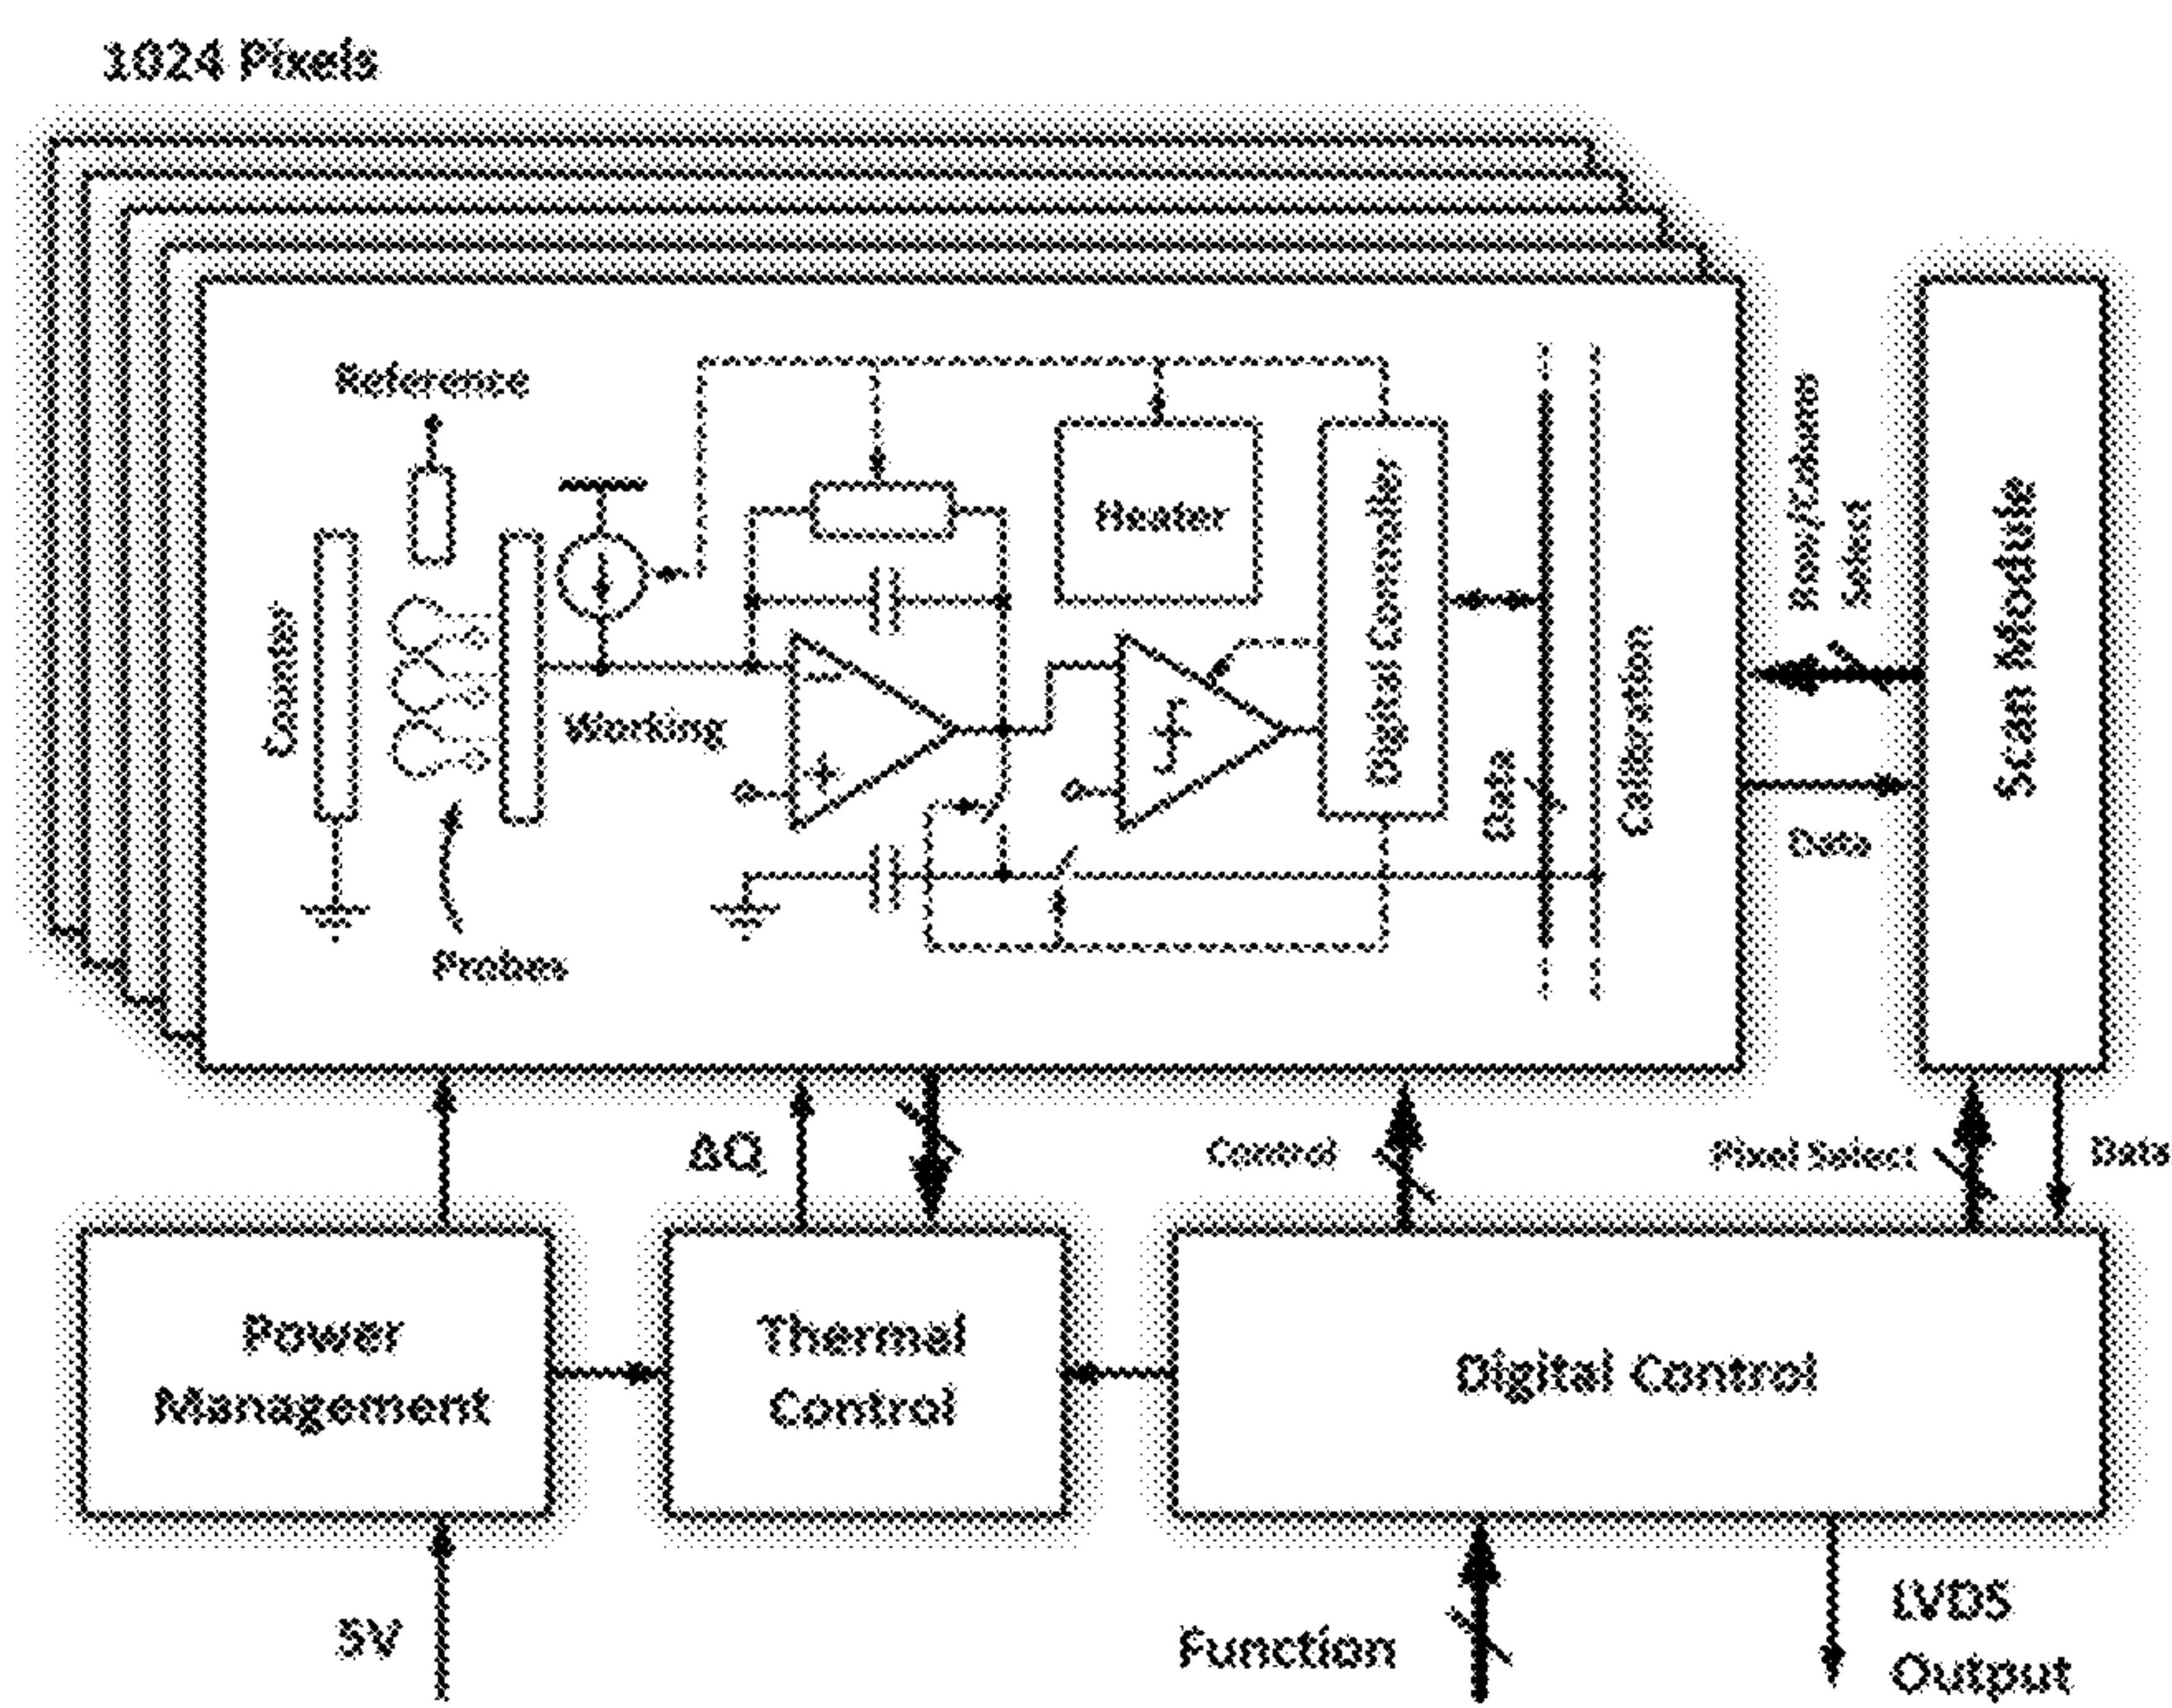 1024 Pixels
Reference
Counter
Probes
Working
Heater
Digital Controller
Data
Calibration
Row/Column
Select
Data
Scan Module
ΔQ
Control
Pixel Select
Data
Power
Management
Thermal
Control
Digital Control
5V
Function
LVDS
Output